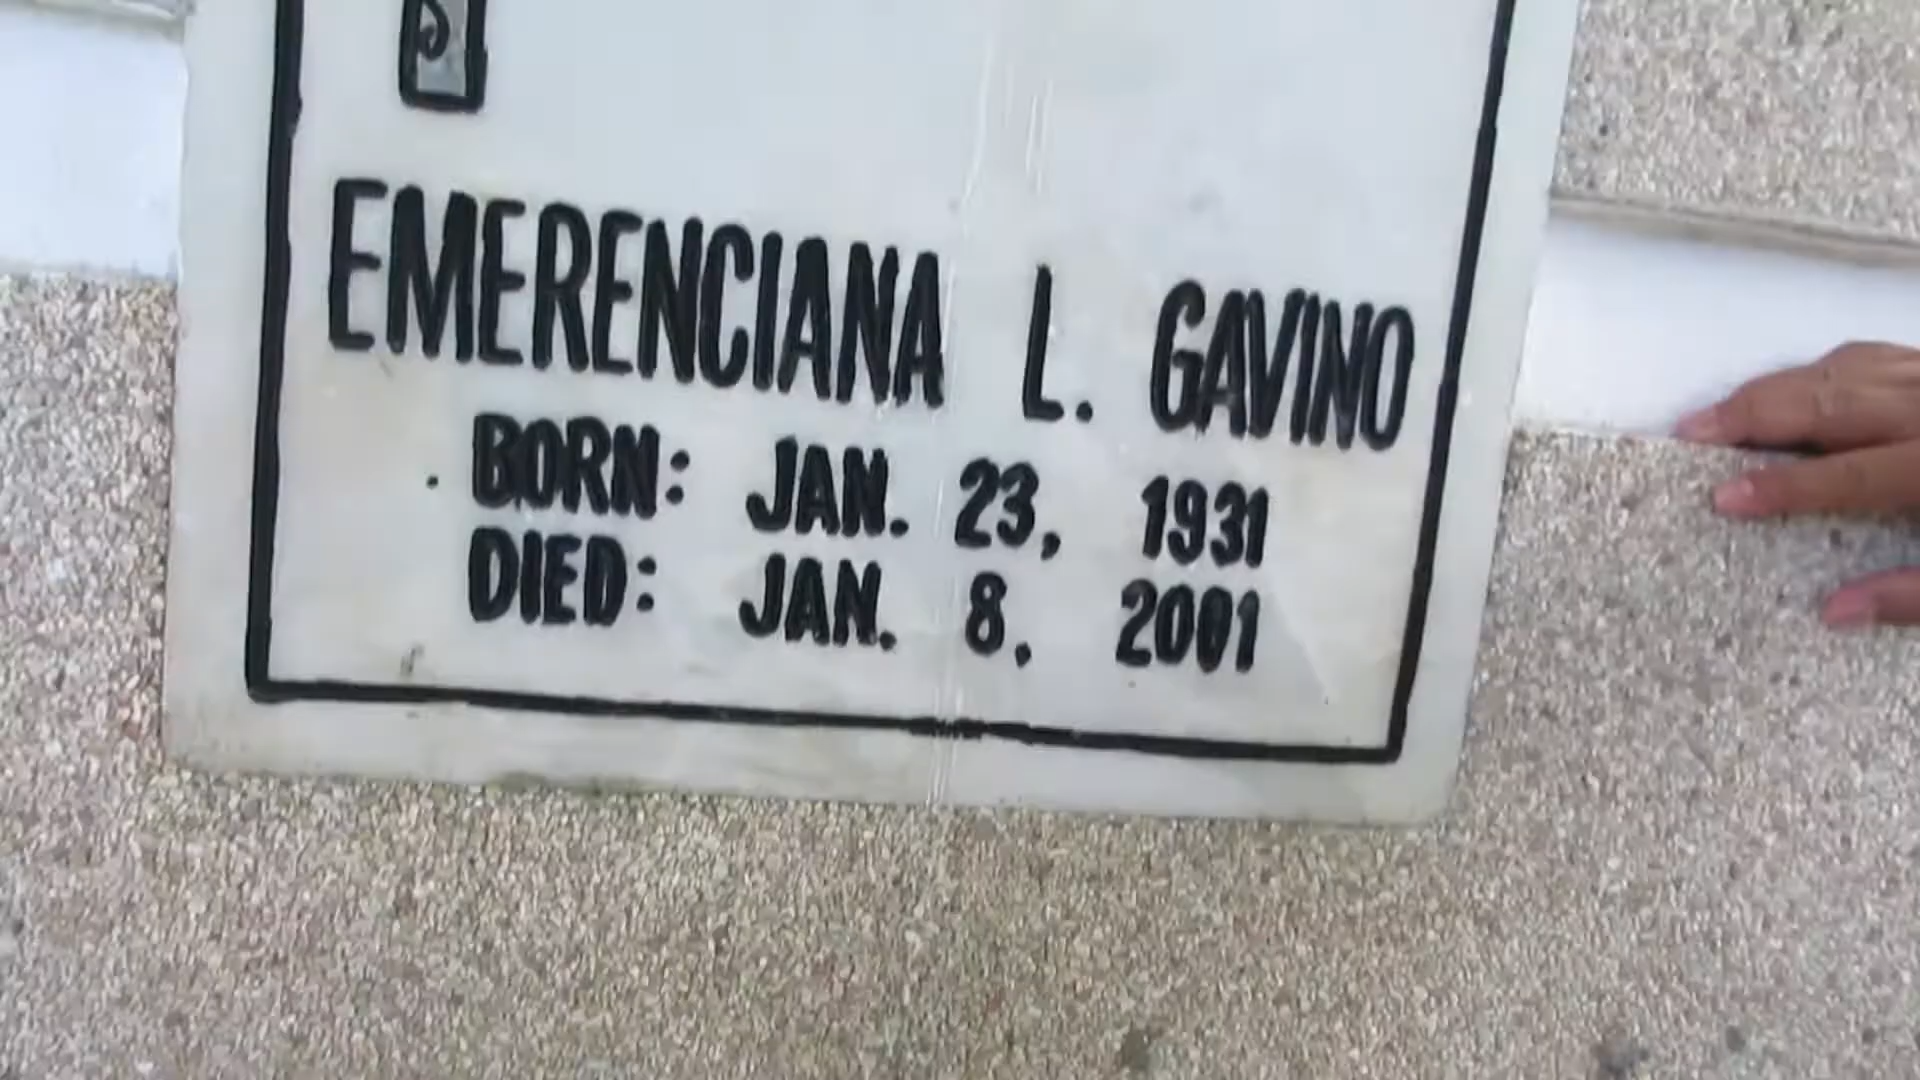 EMERENCIANA L. GAVINO
BORN: JAN. 23, 1931
DIED: JAN. 8, 2001